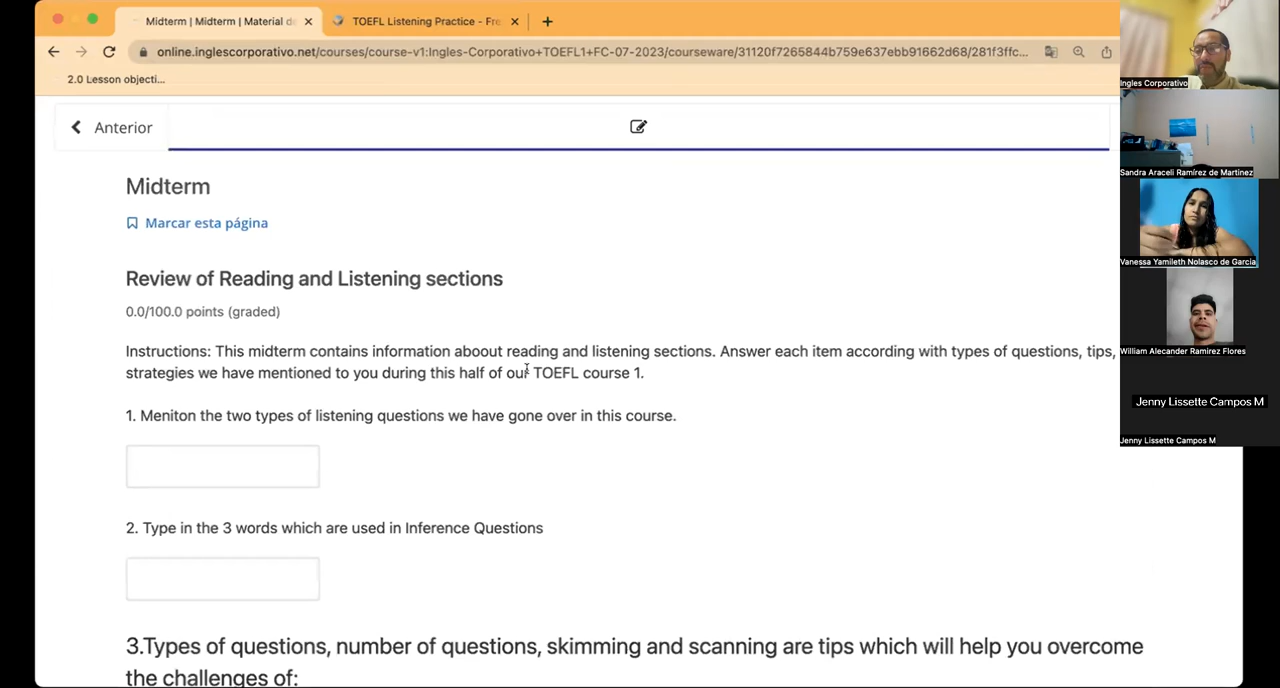 Midterm | Midterm | Material de
TOEFL Listening Practice - Fre
online.inglescorporativo.net/courses/course-v1:Ingles-Corporativo+TOEFL1+FC-07-2023/courseware/31120f7265844b759e637ebb91662d68/281f3ffc...
2.0 Lesson objecti...
Anterior
Midterm
Marcar esta página
Review of Reading and Listening sections
0.0/100.0 points (graded)
Instructions: This midterm contains information aboout reading and listening sections. Answer each item according with types of questions, tips,
strategies we have mentioned to you during this half of our TOEFL course 1.
1. Meniton the two types of listening questions we have gone over in this course.
2. Type in the 3 words which are used in Inference Questions
3.Types of questions, number of questions, skimming and scanning are tips which will help you overcome
the challenges of:
Ingles Corporativo
Sandra Araceli Ramírez de Martinez
Vanessa Yamileth Nolasco de Garcia
William Alecander Ramirez Flores
Jenny Lissette Campos M
Jenny Lissette Campos M